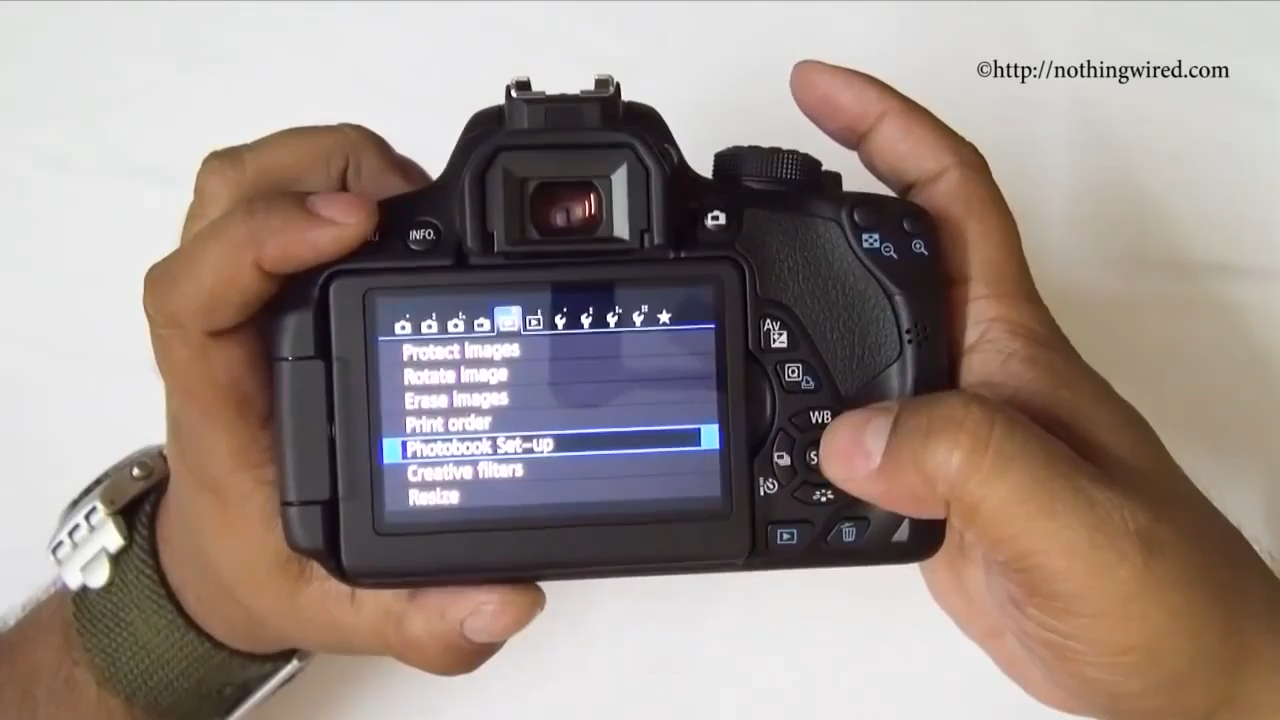 ©http://nothingwired.com
INFO.
Protect images
Rotate image
Erase images
Print order
Photobook Set-up
Creative filters
Resize
Av
Q
WB